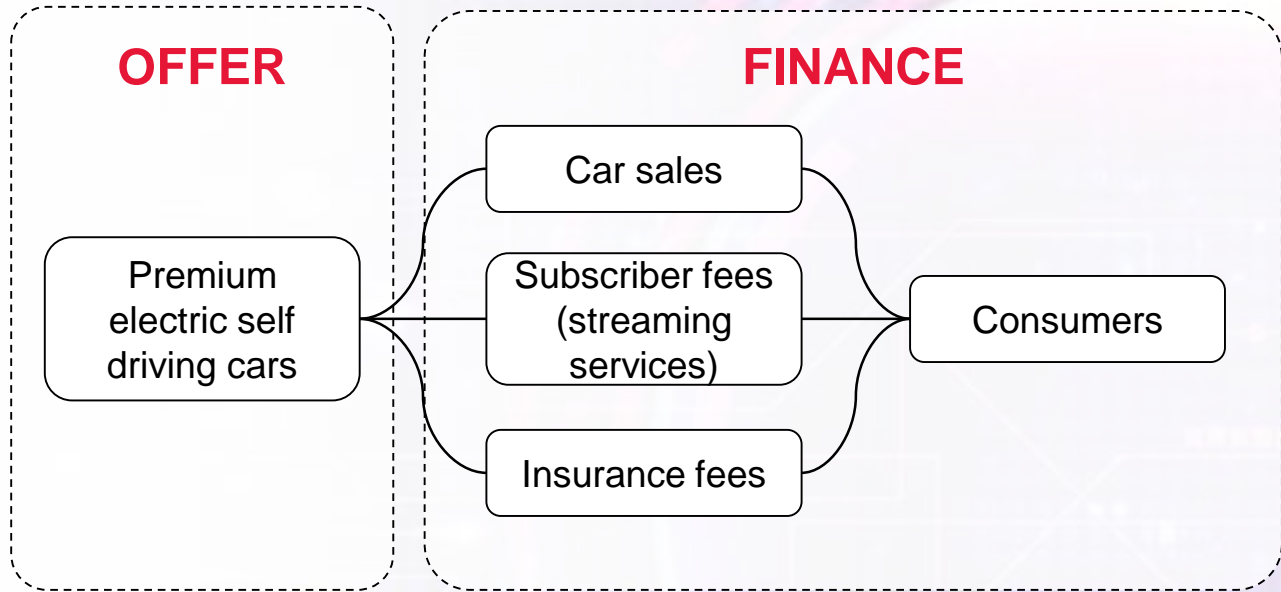 OFFER
FINANCE
Car sales
Premium
electric self
driving cars
Subscriber fees
(streaming
services)
Consumers
Insurance fees